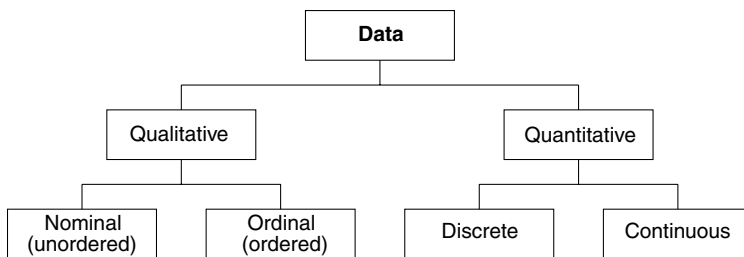 Data
Qualitative
Quantitative
Nominal
(unordered)
Ordinal
(ordered)
Discrete
Continuous